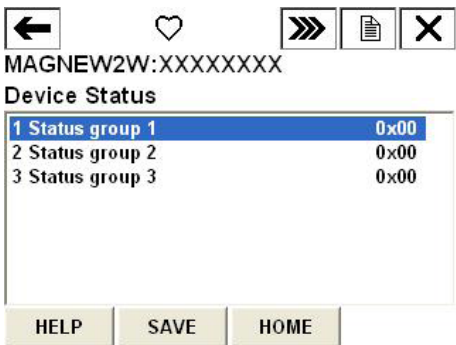 MAGNEW2W:XXXXXXXX
Device Status
1 Status group 1 0x00
2 Status group 2 0x00
3 Status group 3 0x00
HELP SAVE HOME